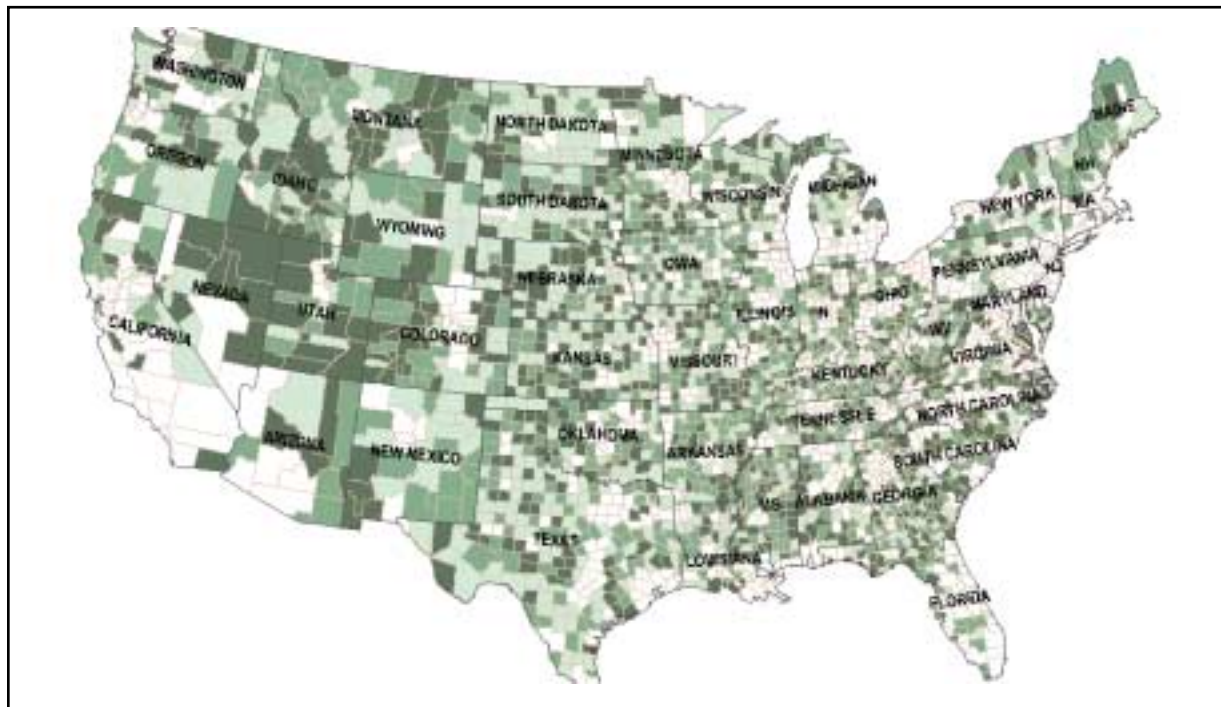 WASHINGTON
MONTANA
NORTH DAKOTA
MAINE
MINNESOTA
OREGON
IDAHO
NH
WISCONSIN
MICHIGAN
SOUTH DAKOTA
NEW YORK
MA
WYOMING
PENNSYLVANIA
NEBRASKA
IOWA
NJ
OHIO
NEVADA
UTAH
MARYLAND
ILLINOIS
IN
COLORADO
WV
CALIFORNIA
VIRGINIA
KANSAS
MISSOURI
KENTUCKY
NORTH CAROLINA
TENNESSEE
OKLAHOMA
ARIZONA
NEW MEXICO
ARKANSAS
SOUTH CAROLINA
MS
ALABAMA
GEORGIA
TEXAS
LOUISIANA
FLORIDA